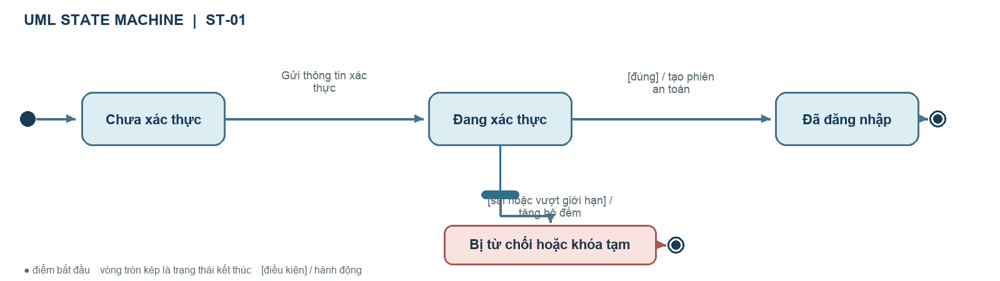 UML STATE MACHINE | ST-01
Gửi thông tin xác
thực
[đúng] / tạo phiên
an toàn
Chưa xác thực
Đang xác thực
Đã đăng nhập
[sai hoặc vượt giới hạn] /
tăng bộ đếm
Bị từ chối hoặc khóa tạm
● điểm bắt đầu vòng tròn kép là trạng thái kết thúc [điều kiện] / hành động